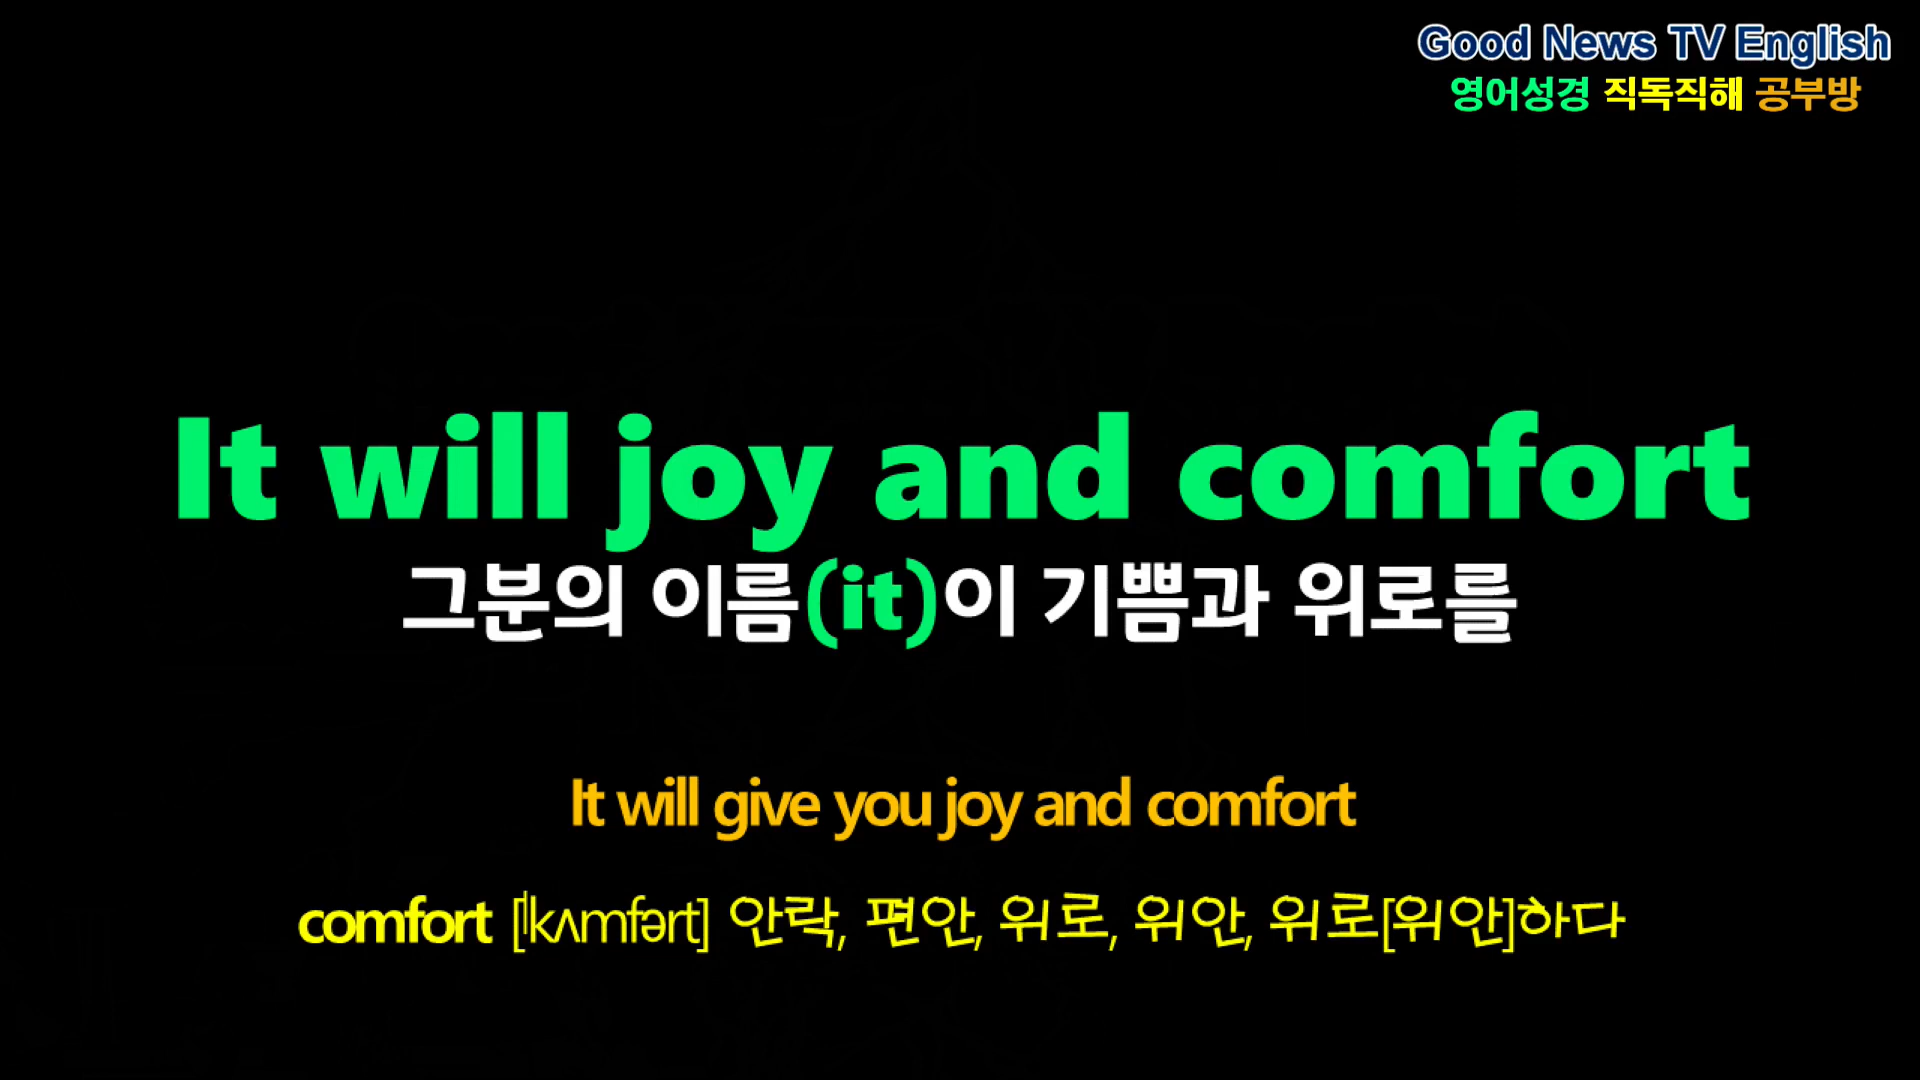 Good News TV English
영어성경 직독직해 공부방
It will joy and comfort
그분의 이름(it)이 기쁨과 위로를
It will give you joy and comfort
comfort [|kʌmfərt] 안락, 편안, 위로, 위안, 위로[위안]하다